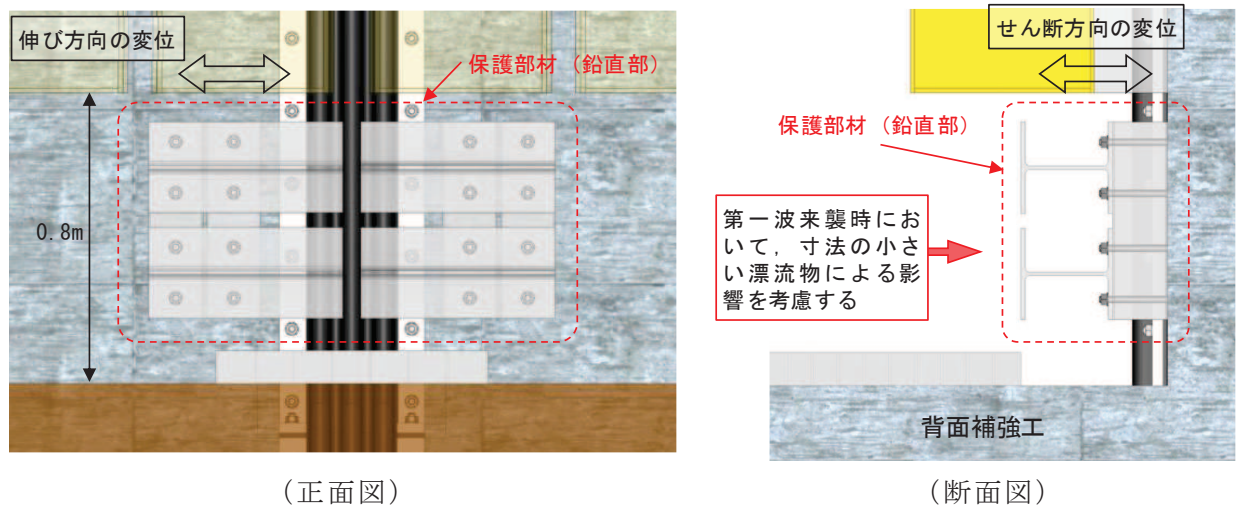 伸び方向の変位
保護部材（鉛直部）
0.8m
（正面図）
せん断方向の変位
保護部材（鉛直部）
第一波来襲時にお
いて，寸法の小さ
い漂流物による影
響を考慮する
背面補強工
（断面図）